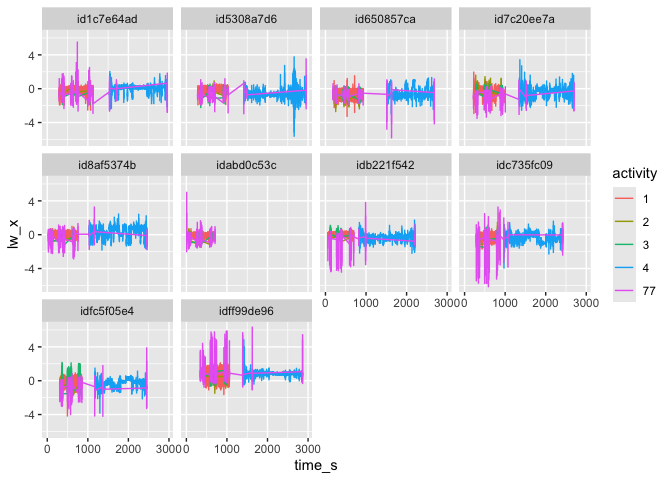 id1c7e64ad id5308a7d6 id650857ca id7c20ee7a
4
0
-4
id8af5374b idabd0c53c idb221f542 idc735fc09
4
0
-4
0 1000 2000 3000 0 1000 2000 3000
idfc5f05e4 idff99de96
4
0
-4
0 1000 2000 3000 0 1000 2000 3000
time_s
lw_x
activity
1
2
3
4
77